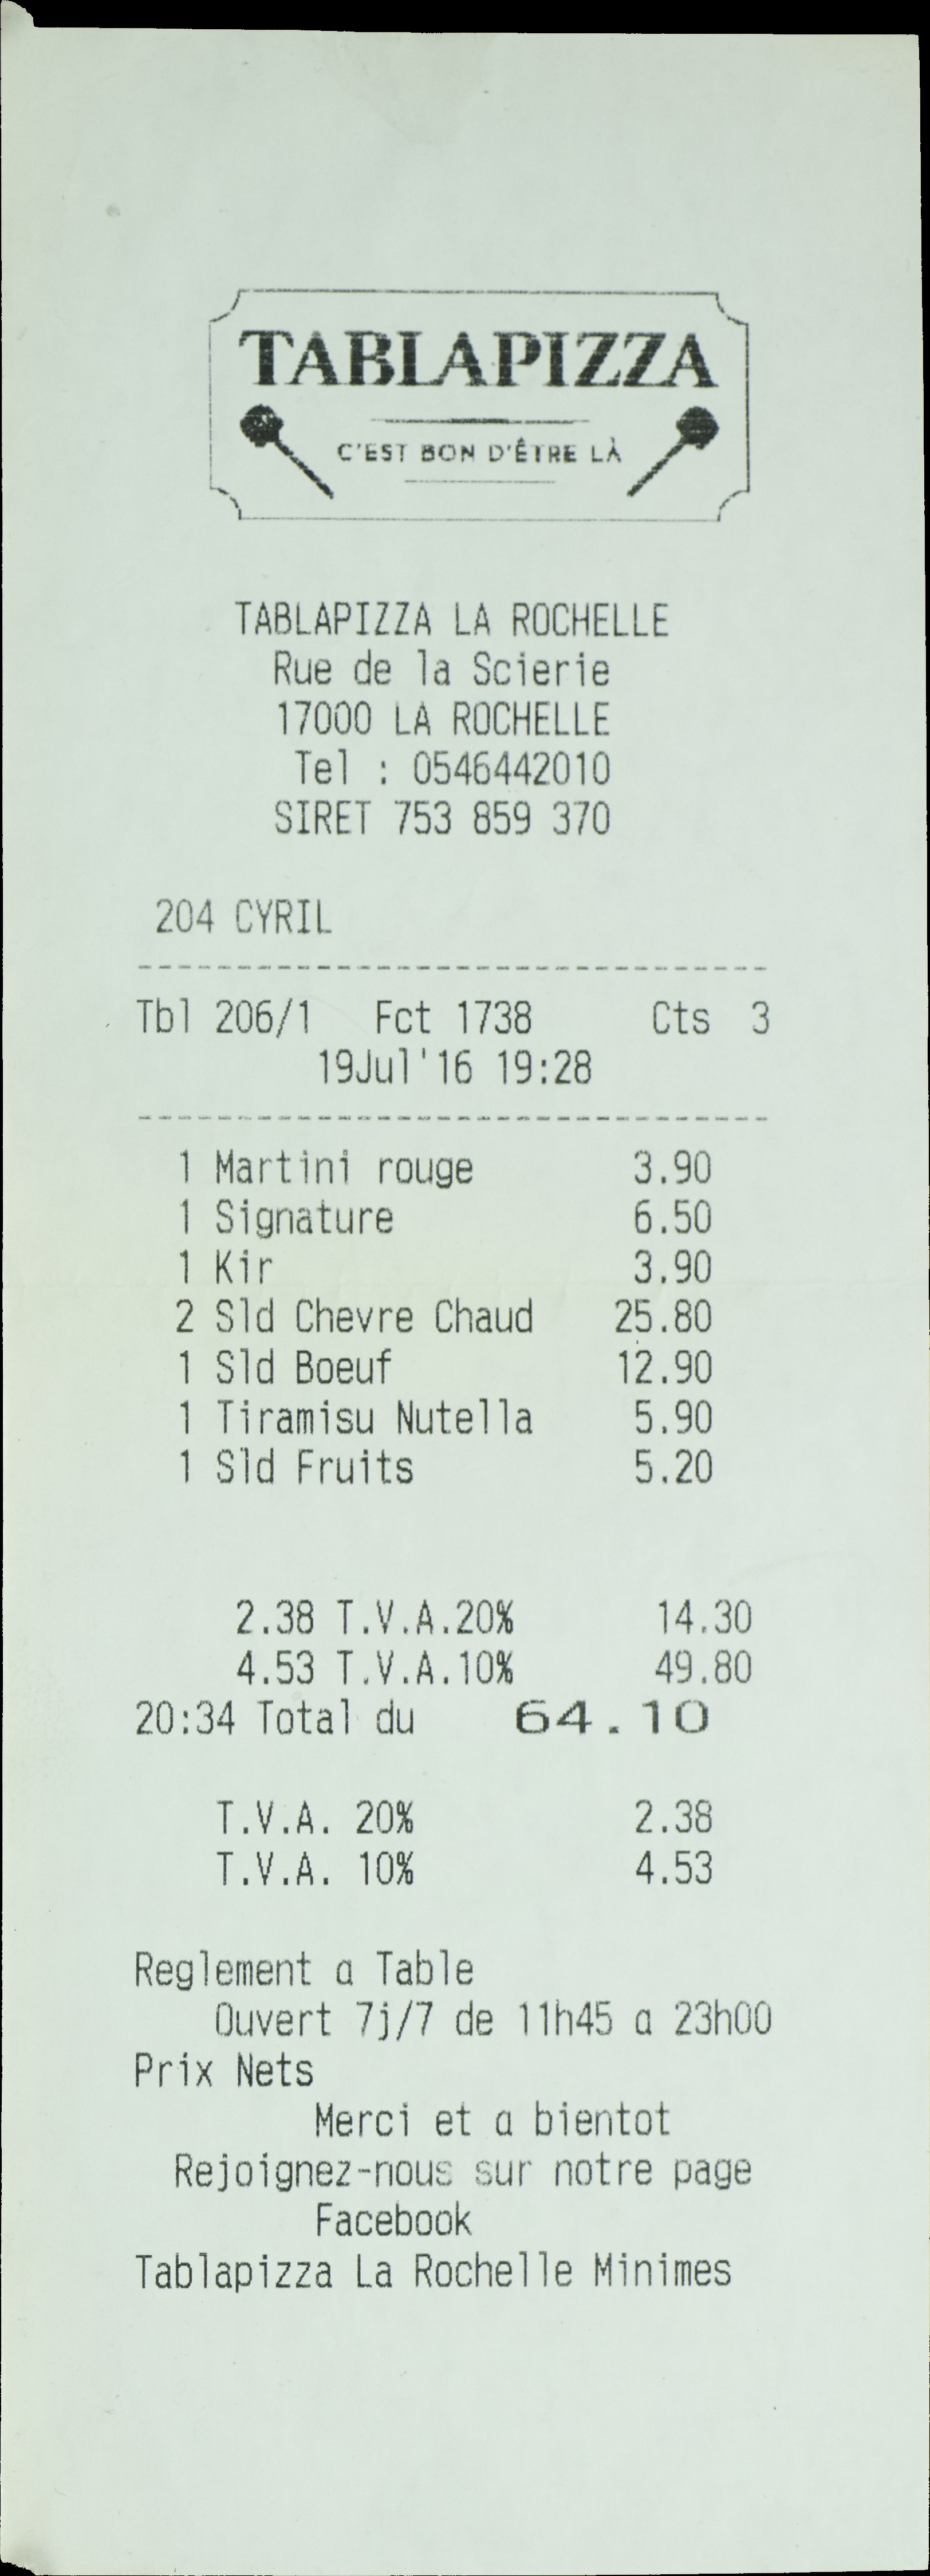 TABLAPIZZA
C'EST BON D'ÊTRE LÀ
TABLAPIZZA LA ROCHELLE
Rue de la Scierie
17000 LA ROCHELLE
Tel : 0546442010
SIRET 753 859 370
204 CYRIL
--------------------------------
Tbl 206/1 Fct 1738 Cts 3
19Jul'16 19:28
--------------------------------
1 Martini rouge 3.90
1 Signature 6.50
1 Kir 3.90
2 Sld Chevre Chaud 25.80
1 Sld Boeuf 12.90
1 Tiramisu Nutella 5.90
1 Sld Fruits 5.20
2.38 T.V.A.20% 14.30
4.53 T.V.A.10% 49.80
20:34 Total du 64.10
T.V.A. 20% 2.38
T.V.A. 10% 4.53
Reglement a Table
Ouvert 7j/7 de 11h45 a 23h00
Prix Nets
Merci et a bientot
Rejoignez-nous sur notre page
Facebook
Tablapizza La Rochelle Minimes